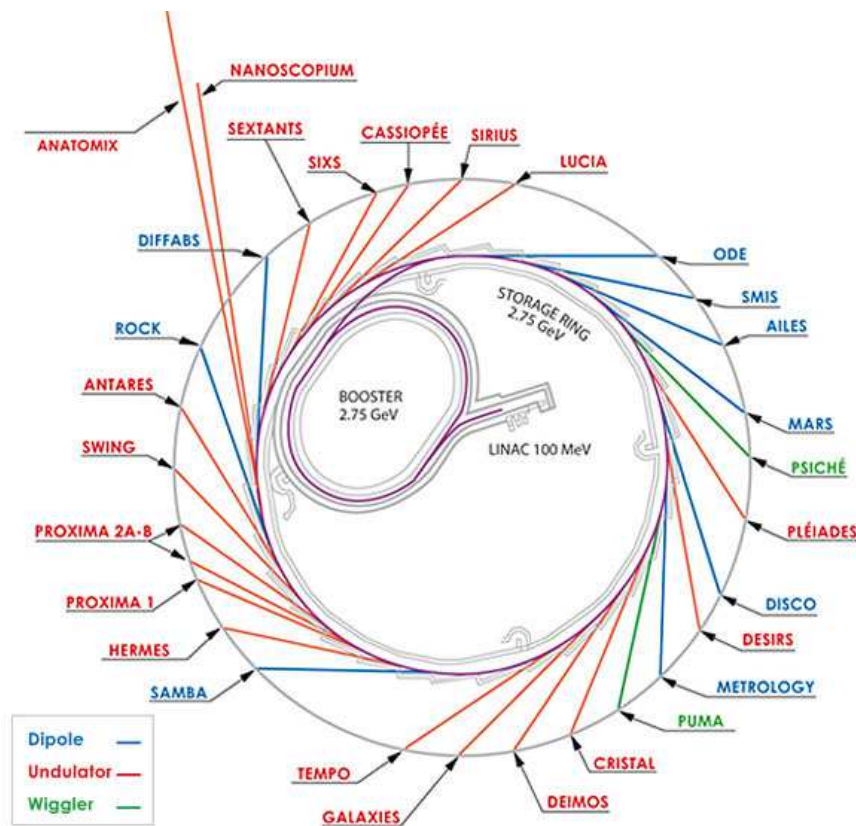 NANOSCOPIUM
ANATOMIX
SEXTANTS
CASSIOPÉE
SIRIUS
SIXS
LUCIA
DIFFABS
ODE
SMIS
STORAGE RING
2.75 GeV
ROCK
AILES
ANTARES
BOOSTER
2.75 GeV
MARS
SWING
LINAC 100 MeV
PSICHÉ
PROXIMA 2A-B
PLÉIADES
PROXIMA 1
DISCO
HERMES
DESIRS
SAMBA
METROLOGY
PUMA
Dipole
Undulator
Wiggler
TEMPO
CRISTAL
GALAXIES
DEIMOS